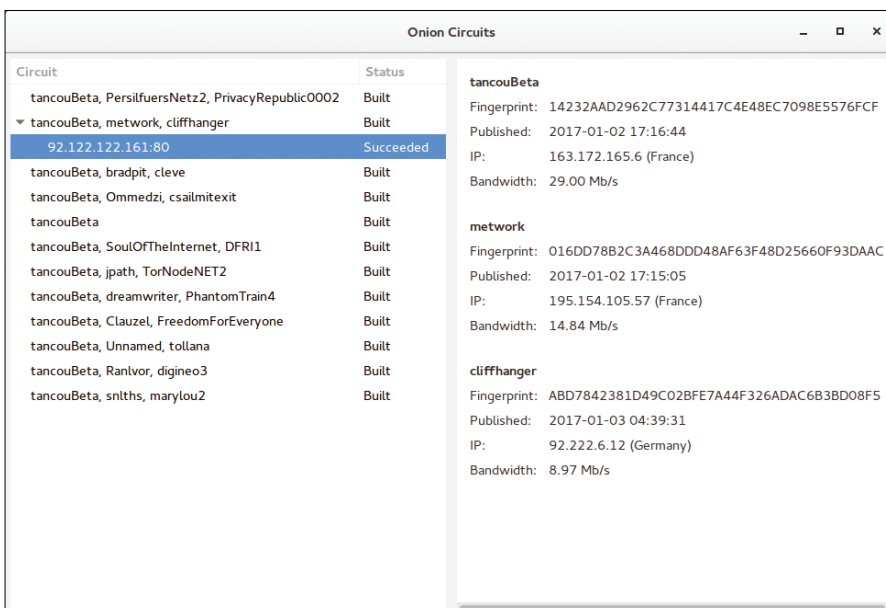 Onion Circuits
Circuit Status
tancouBeta, PersilfuersNetz2, PrivacyRepublic0002 Built
tancouBeta, metwork, cliffhanger Built
92.122.122.161:80 Succeeded
tancouBeta, bradpit, cleve Built
tancouBeta, Ommedzi, csailmitexit Built
tancouBeta Built
tancouBeta, SoulOfTheInternet, DFRI1 Built
tancouBeta, jpath, TorNodeNET2 Built
tancouBeta, dreamwriter, PhantomTrain4 Built
tancouBeta, Clauzel, FreedomForEveryone Built
tancouBeta, Unnamed, tollana Built
tancouBeta, Ranlvor, digineo3 Built
tancouBeta, snlths, marylou2 Built
tancouBeta
Fingerprint: 14232AAD2962C77314417C4E48EC7098E5576FCF
Published: 2017-01-02 17:16:44
IP: 163.172.165.6 (France)
Bandwidth: 29.00 Mb/s
metwork
Fingerprint: 016DD78B2C3A468DDD48AF63F48D25660F93DAAC
Published: 2017-01-02 17:15:05
IP: 195.154.105.57 (France)
Bandwidth: 14.84 Mb/s
cliffhanger
Fingerprint: ABD7842381D49C02BFE7A44F326ADAC6B3BD08F5
Published: 2017-01-03 04:39:31
IP: 92.222.6.12 (Germany)
Bandwidth: 8.97 Mb/s